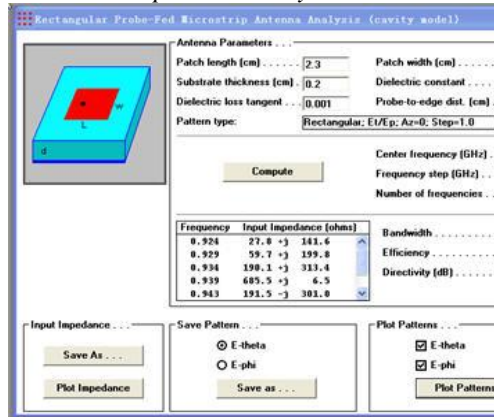 Rectangular Probe-Fed Microstrip Antenna Analysis (cavity model)
Antenna Parameters . . .
Patch length (cm) . . . . . . 2.3 Patch width (cm) . . . . . . .
Substrate thickness (cm) . 0.2 Dielectric constant . . . .
Dielectric loss tangent . . . 0.001 Probe-to-edge dist. (cm) .
Pattern type: Rectangular; Et/Ep; Az=0; Step=1.0
W
L
d
Compute
Center frequency (GHz) .
Frequency step (GHz) . .
Number of frequencies . .
Frequency Input Impedance (ohms)
0.924 27.8 +j 141.6
0.929 59.7 +j 199.8
0.934 190.1 +j 313.4
0.939 685.5 +j 6.5
0.943 191.5 -j 301.0
Bandwidth . . . . . . . . .
Efficiency . . . . . . . . . .
Directivity (dB) . . . . . .
Input Impedance . . .
Save As . . .
Plot Impedance
Save Pattern . . .
E-theta
E-phi
Save as . . .
Plot Patterns . . .
E-theta
E-phi
Plot Patterns